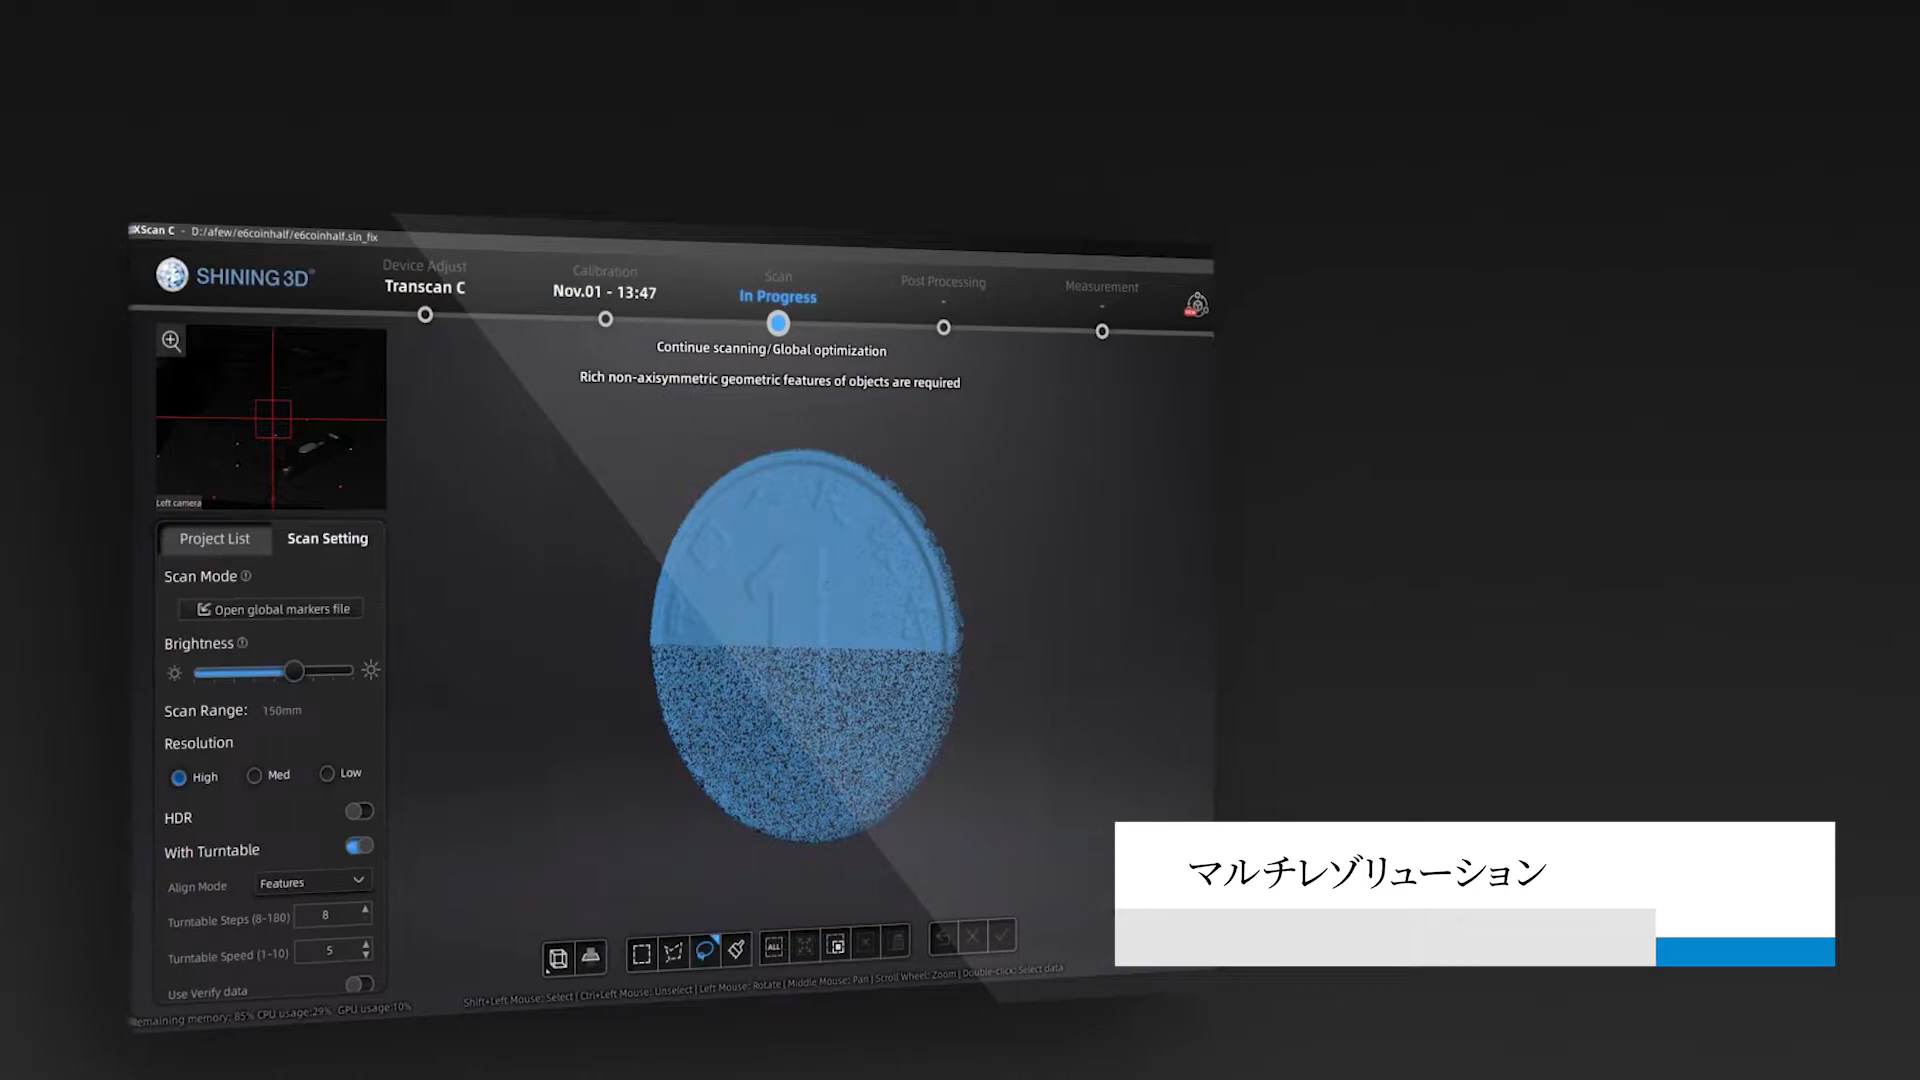 XScan C - D:/afew/e6coinhalf/e6coinhalf.sln_fix
SHINING 3D®
Device Adjust
Transcan C
Calibration
Nov.01 - 13:47
Scan
In Progress
Post Processing
-
Measurement
-
Continue scanning/Global optimization
Rich non-axisymmetric geometric features of objects are required
Left camera
Project List
Scan Setting
Scan Mode
Open global markers file
Brightness
Scan Range: 150mm
Resolution
High Med Low
HDR
With Turntable
Align Mode Features
Turntable Steps (8-180) 8
Turntable Speed (1-10) 5
Use Verify data
1
ALL
Shift+Left Mouse: Select | Ctrl+Left Mouse: Unselect | Left Mouse: Rotate | Middle Mouse: Pan | Scroll Wheel: Zoom | Double-click: Select data
Remaining memory: 85% CPU usage:29% GPU usage:10%
マルチレゾリューション